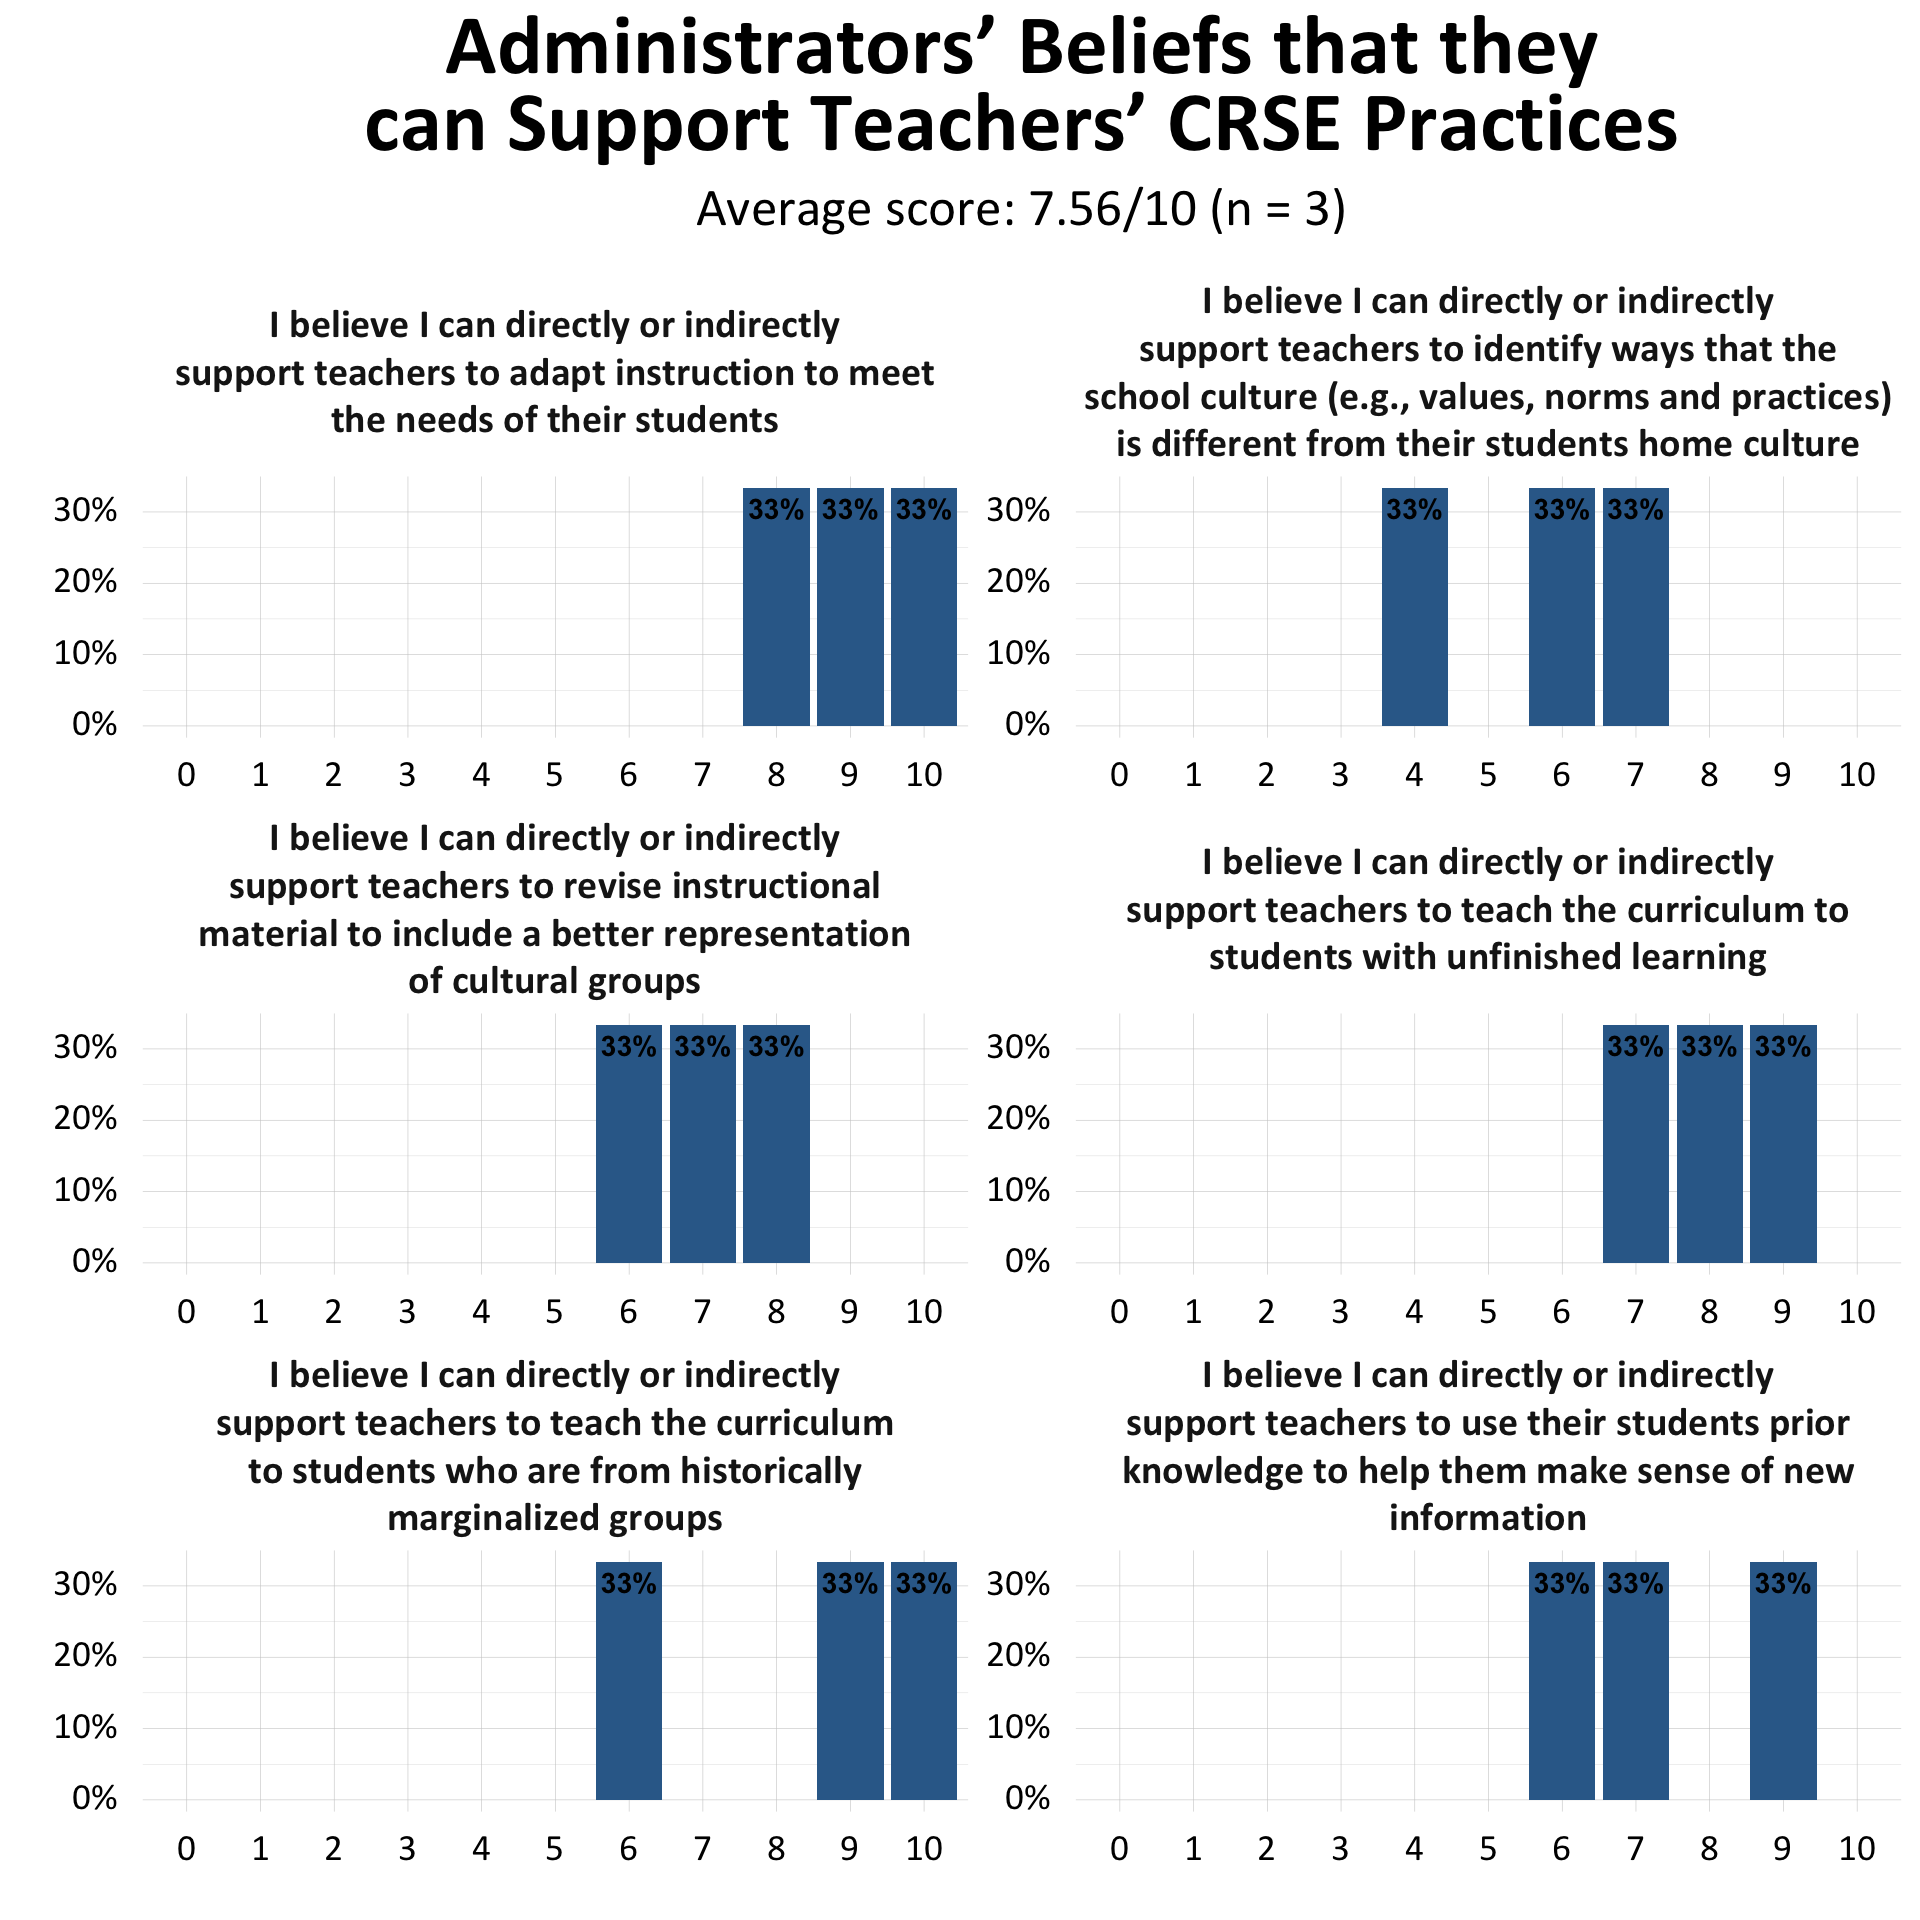 Administrators’ Beliefs that they
can Support Teachers’ CRSE Practices
Average score: 7.56/10 (n = 3)
I believe I can directly or indirectly
support teachers to adapt instruction to meet
the needs of their students
30%
20%
10%
0%
33% 33% 33%
0 1 2 3 4 5 6 7 8 9 10
I believe I can directly or indirectly
support teachers to identify ways that the
school culture (e.g., values, norms and practices)
is different from their students home culture
30%
20%
10%
0%
33% 33% 33%
0 1 2 3 4 5 6 7 8 9 10
I believe I can directly or indirectly
support teachers to revise instructional
material to include a better representation
of cultural groups
30%
20%
10%
0%
33% 33% 33%
0 1 2 3 4 5 6 7 8 9 10
I believe I can directly or indirectly
support teachers to teach the curriculum to
students with unfinished learning
30%
20%
10%
0%
33% 33% 33%
0 1 2 3 4 5 6 7 8 9 10
I believe I can directly or indirectly
support teachers to teach the curriculum
to students who are from historically
marginalized groups
30%
20%
10%
0%
33% 33% 33%
0 1 2 3 4 5 6 7 8 9 10
I believe I can directly or indirectly
support teachers to use their students prior
knowledge to help them make sense of new
information
30%
20%
10%
0%
33% 33% 33%
0 1 2 3 4 5 6 7 8 9 10